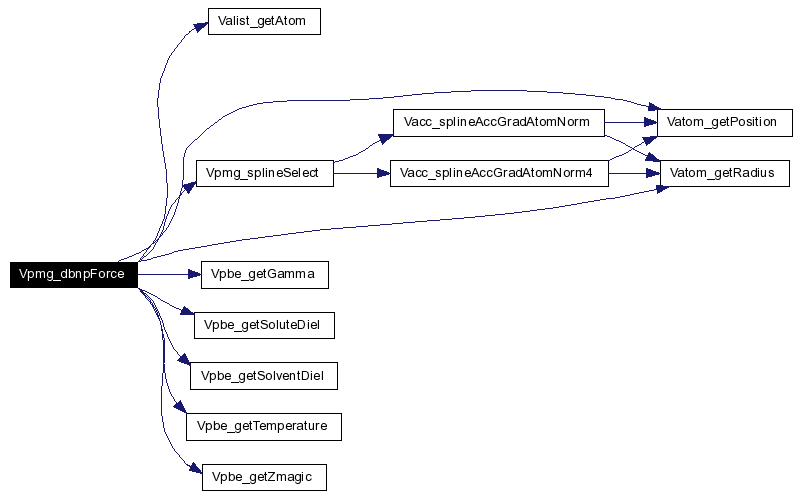 Valist_getAtom
Vacc_splineAccGradAtomNorm
Vatom_getPosition
Vpmg_splineSelect
Vacc_splineAccGradAtomNorm4
Vatom_getRadius
Vpmg_dbnpForce
Vpbe_getGamma
Vpbe_getSoluteDiel
Vpbe_getSolventDiel
Vpbe_getTemperature
Vpbe_getZmagic